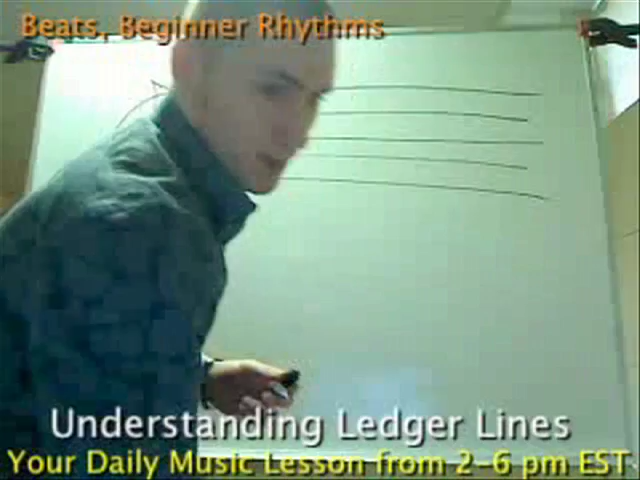 Beats, Beginner Rhythms
Understanding Ledger Lines
Your Daily Music Lesson from 2-6 pm EST